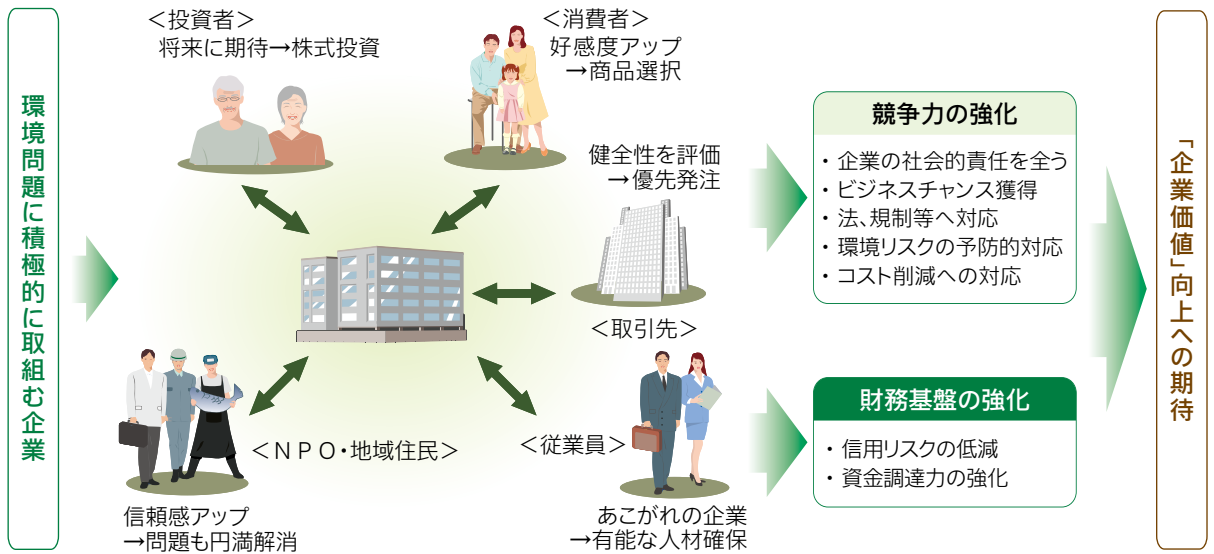 環境問題に積極的に取組む企業
＜投資者＞
将来に期待→株式投資
＜消費者＞
好感度アップ
→商品選択
健全性を評価
→優先発注
＜取引先＞
＜ＮＰＯ・地域住民＞
信頼感アップ
→問題も円満解消
＜従業員＞
あこがれの企業
→有能な人材確保
競争力の強化
・企業の社会的責任を全う
・ビジネスチャンス獲得
・法、規制等へ対応
・環境リスクの予防的対応
・コスト削減への対応
財務基盤の強化
・信用リスクの低減
・資金調達力の強化
「企業価値」向上への期待